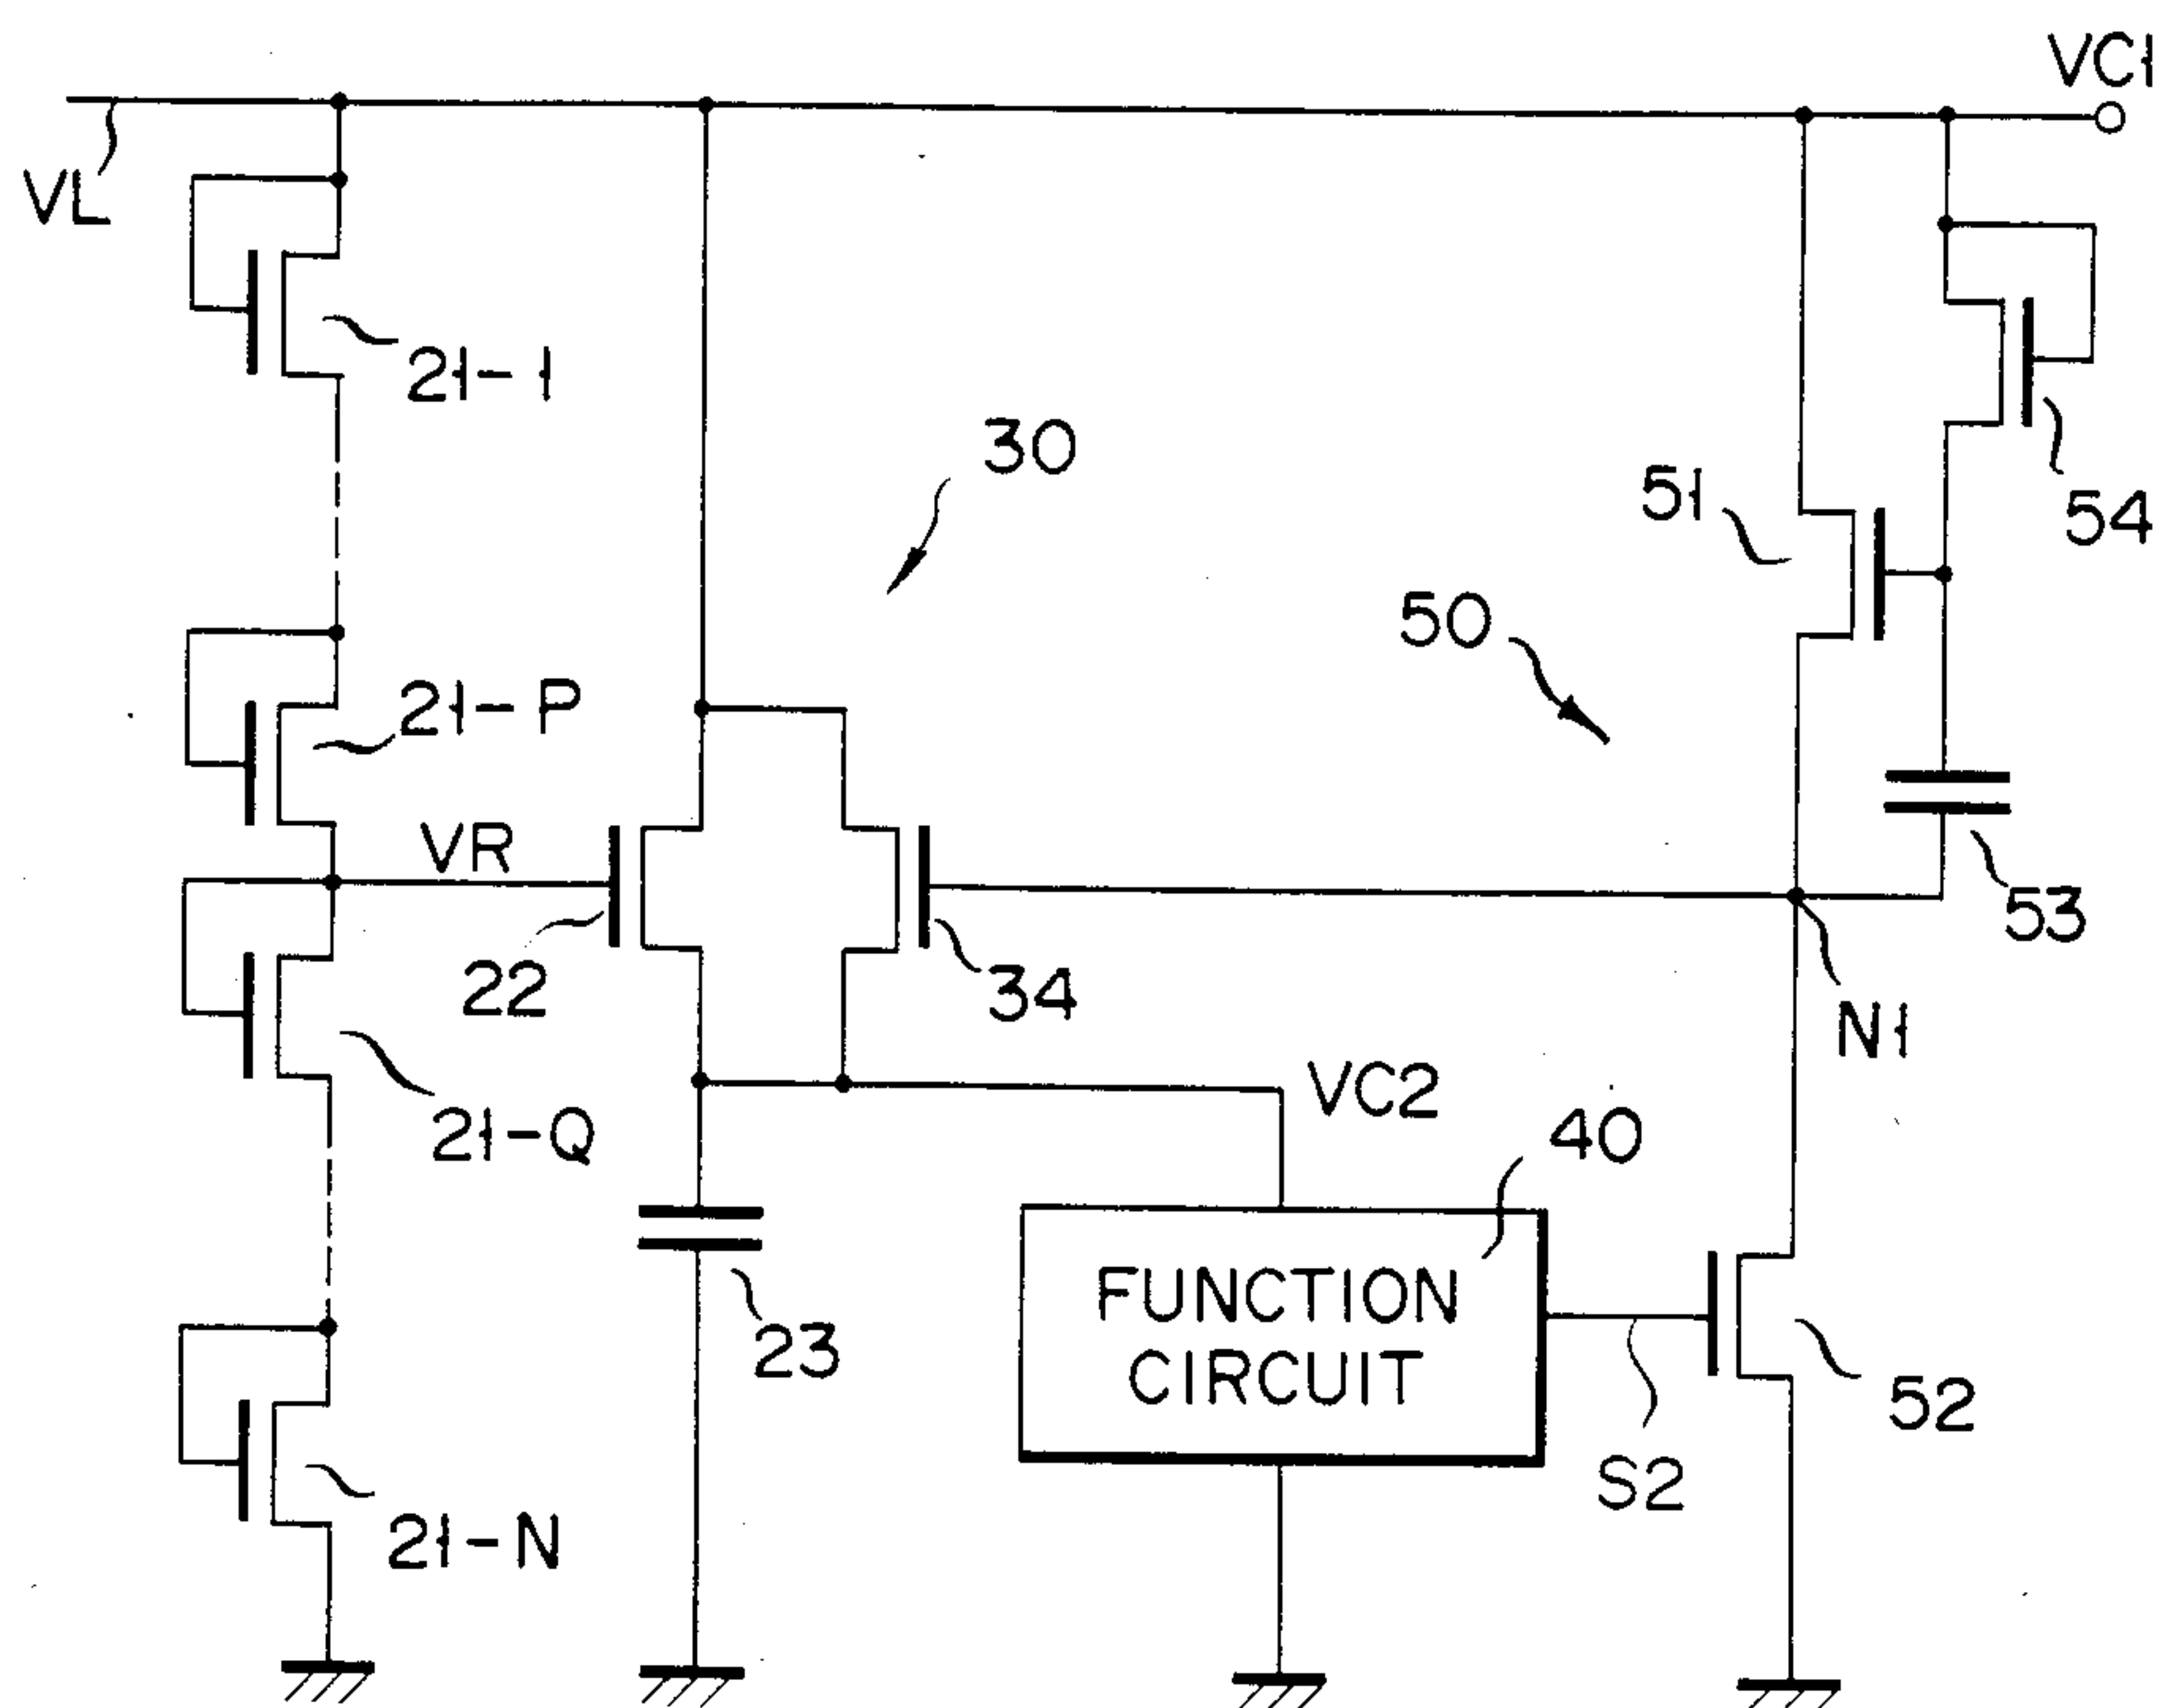 VC1
VL
21-1
30
51
54
50
21-P
VR
22
34
53
N1
VC2
40
21-Q
FUNCTION
CIRCUIT
23
52
S2
21-N